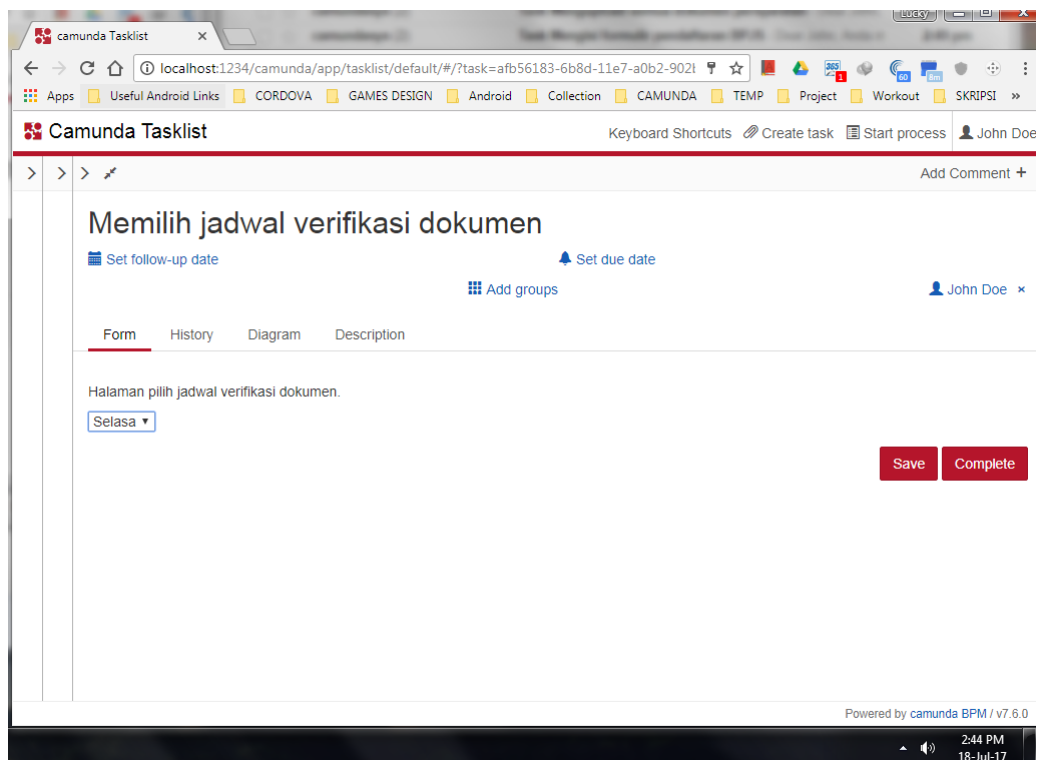 Lucky
camunda Tasklist
localhost:1234/camunda/app/tasklist/default/#/?task=afb56183-6b8d-11e7-a0b2-902
365
1
60
8m
Apps Useful Android Links CORDOVA GAMES DESIGN Android Collection CAMUNDA TEMP Project Workout SKRIPSI »
Camunda Tasklist Keyboard Shortcuts Create task Start process John Doe
Add Comment +
Memilih jadwal verifikasi dokumen
Set follow-up date Set due date
Add groups John Doe ×
Form History Diagram Description
Halaman pilih jadwal verifikasi dokumen.
Selasa
Save Complete
Powered by camunda BPM / v7.6.0
2:44 PM
18-Jul-17